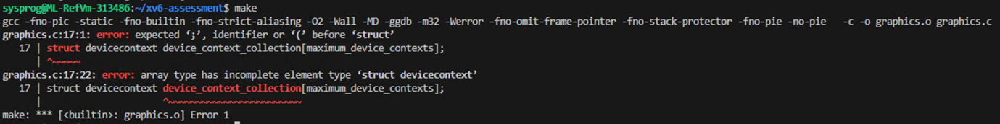 sysprog@ML-RefVm-313486:~/xv6-assessment$ make
gcc -fno-pic -static -fno-builtin -fno-strict-aliasing -O2 -Wall -MD -ggdb -m32 -Werror -fno-omit-frame-pointer -fno-stack-protector -fno-pie -no-pie   -c -o graphics.o graphics.c
graphics.c:17:1: error: expected ‘;’, identifier or ‘(’ before ‘struct’
   17 | struct devicecontext device_context_collection[maximum_device_contexts];
      | ^~~~~~
graphics.c:17:22: error: array type has incomplete element type ‘struct devicecontext’
   17 | struct devicecontext device_context_collection[maximum_device_contexts];
      |                      ^~~~~~~~~~~~~~~~~~~~~~~~~
make: *** [<builtin>: graphics.o] Error 1